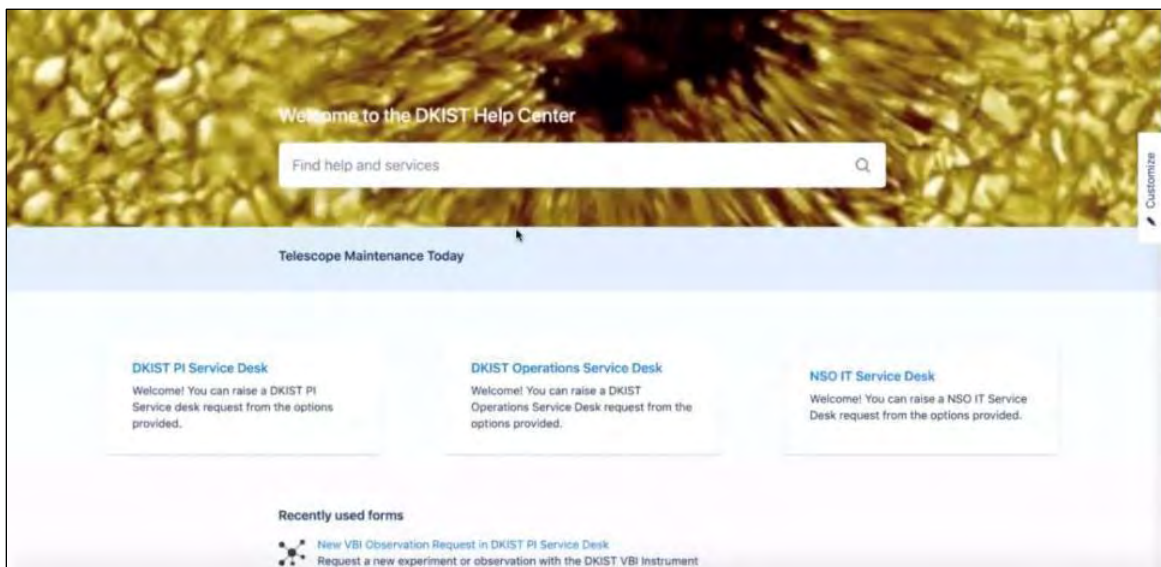 Welcome to the DKIST Help Center
Find help and services
Customize
Telescope Maintenance Today
DKIST PI Service Desk
Welcome! You can raise a DKIST PI
Service desk request from the options
provided.
DKIST Operations Service Desk
Welcome! You can raise a DKIST
Operations Service Desk request from the
options provided.
NSO IT Service Desk
Welcome! You can raise a NSO IT Service
Desk request from the options provided.
Recently used forms
New VBI Observation Request in DKIST PI Service Desk
Request a new experiment or observation with the DKIST VBI Instrument